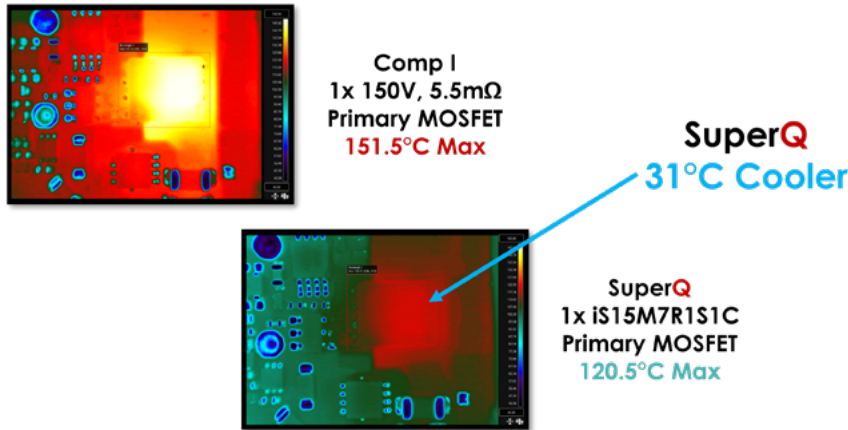 Comp I
1x 150V, 5.5mΩ
Primary MOSFET
151.5°C Max
SuperQ
31°C Cooler
SuperQ
1x iS15M7R1S1C
Primary MOSFET
120.5°C Max